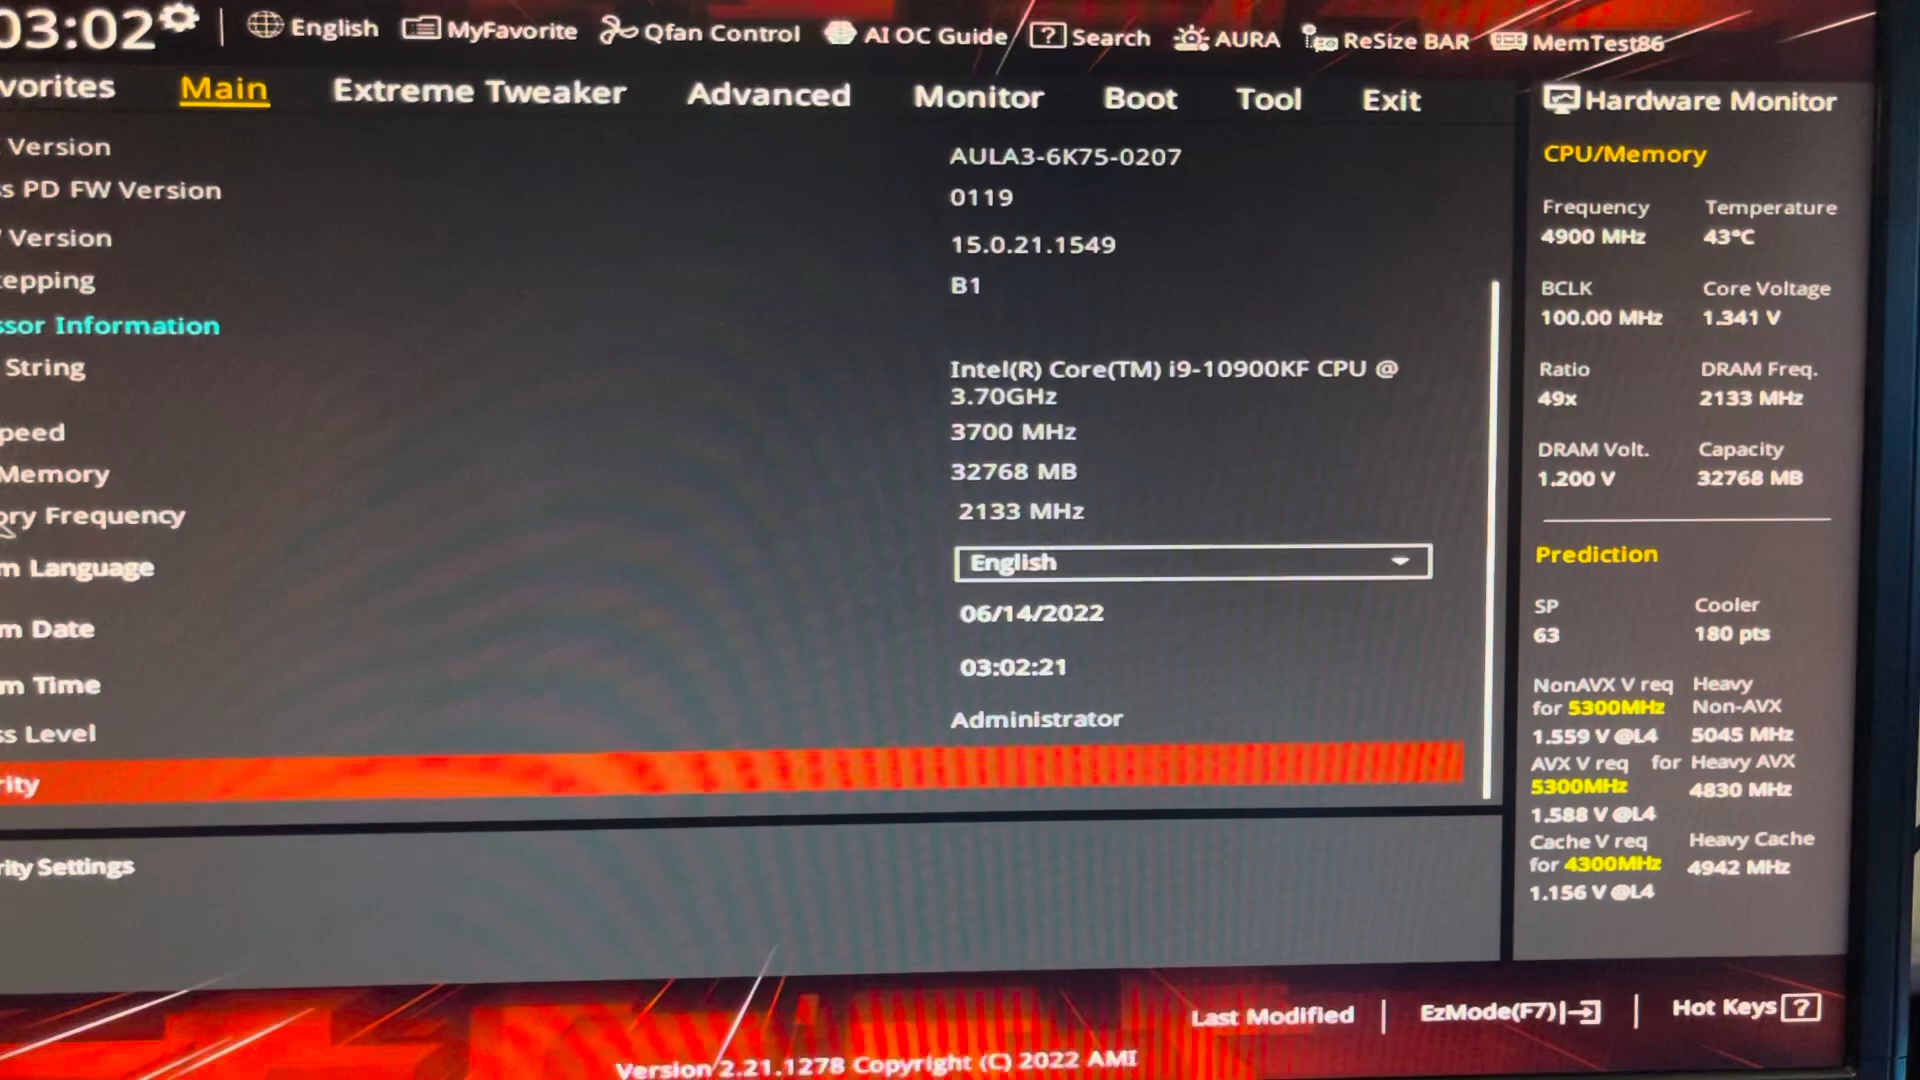 03:02
English
MyFavorite
Qfan Control
AI OC Guide
Search
AURA
ReSize BAR
MemTest86
vorites
Main
Extreme Tweaker
Advanced
Monitor
Boot
Tool
Exit
Version
AULA3-6K75-0207
s PD FW Version
0119
Version
15.0.21.1549
epping
B1
ssor Information
String
Intel(R) Core(TM) i9-10900KF CPU @
3.70GHz
peed
3700 MHz
Memory
32768 MB
ory Frequency
2133 MHz
m Language
English
m Date
06/14/2022
m Time
03:02:21
ss Level
Administrator
rity
rity Settings
Hardware Monitor
CPU/Memory
Frequency Temperature
4900 MHz 43°C
BCLK Core Voltage
100.00 MHz 1.341 V
Ratio DRAM Freq.
49x 2133 MHz
DRAM Volt. Capacity
1.200 V 32768 MB
Prediction
SP Cooler
63 180 pts
NonAVX V req Heavy
for 5300MHz Non-AVX
1.559 V @L4 5045 MHz
AVX V req for Heavy AVX
5300MHz 4830 MHz
1.588 V @L4
Cache V req Heavy Cache
for 4300MHz 4942 MHz
1.156 V @L4
Last Modified
EzMode(F7)
Hot Keys ?
Version 2.21.1278 Copyright (C) 2022 AMI